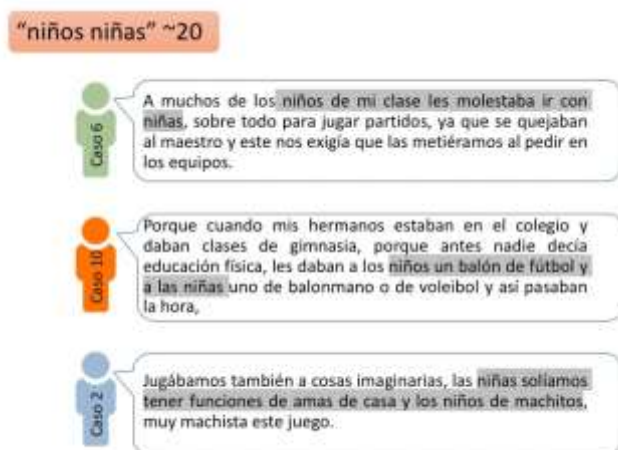 “niños niñas” ~20
Caso 6
A muchos de los niños de mi clase les molestaba ir con
niñas, sobre todo para jugar partidos, ya que se quejaban
al maestro y este nos exigía que las metiéramos al pedir en
los equipos.
Caso 10
Porque cuando mis hermanos estaban en el colegio y
daban clases de gimnasia, porque antes nadie decía
educación física, les daban a los niños un balón de fútbol y
a las niñas uno de balonmano o de voleibol y así pasaban
la hora,
Caso 2
Jugábamos también a cosas imaginarias, las niñas solíamos
tener funciones de amas de casa y los niños de machitos,
muy machista este juego.